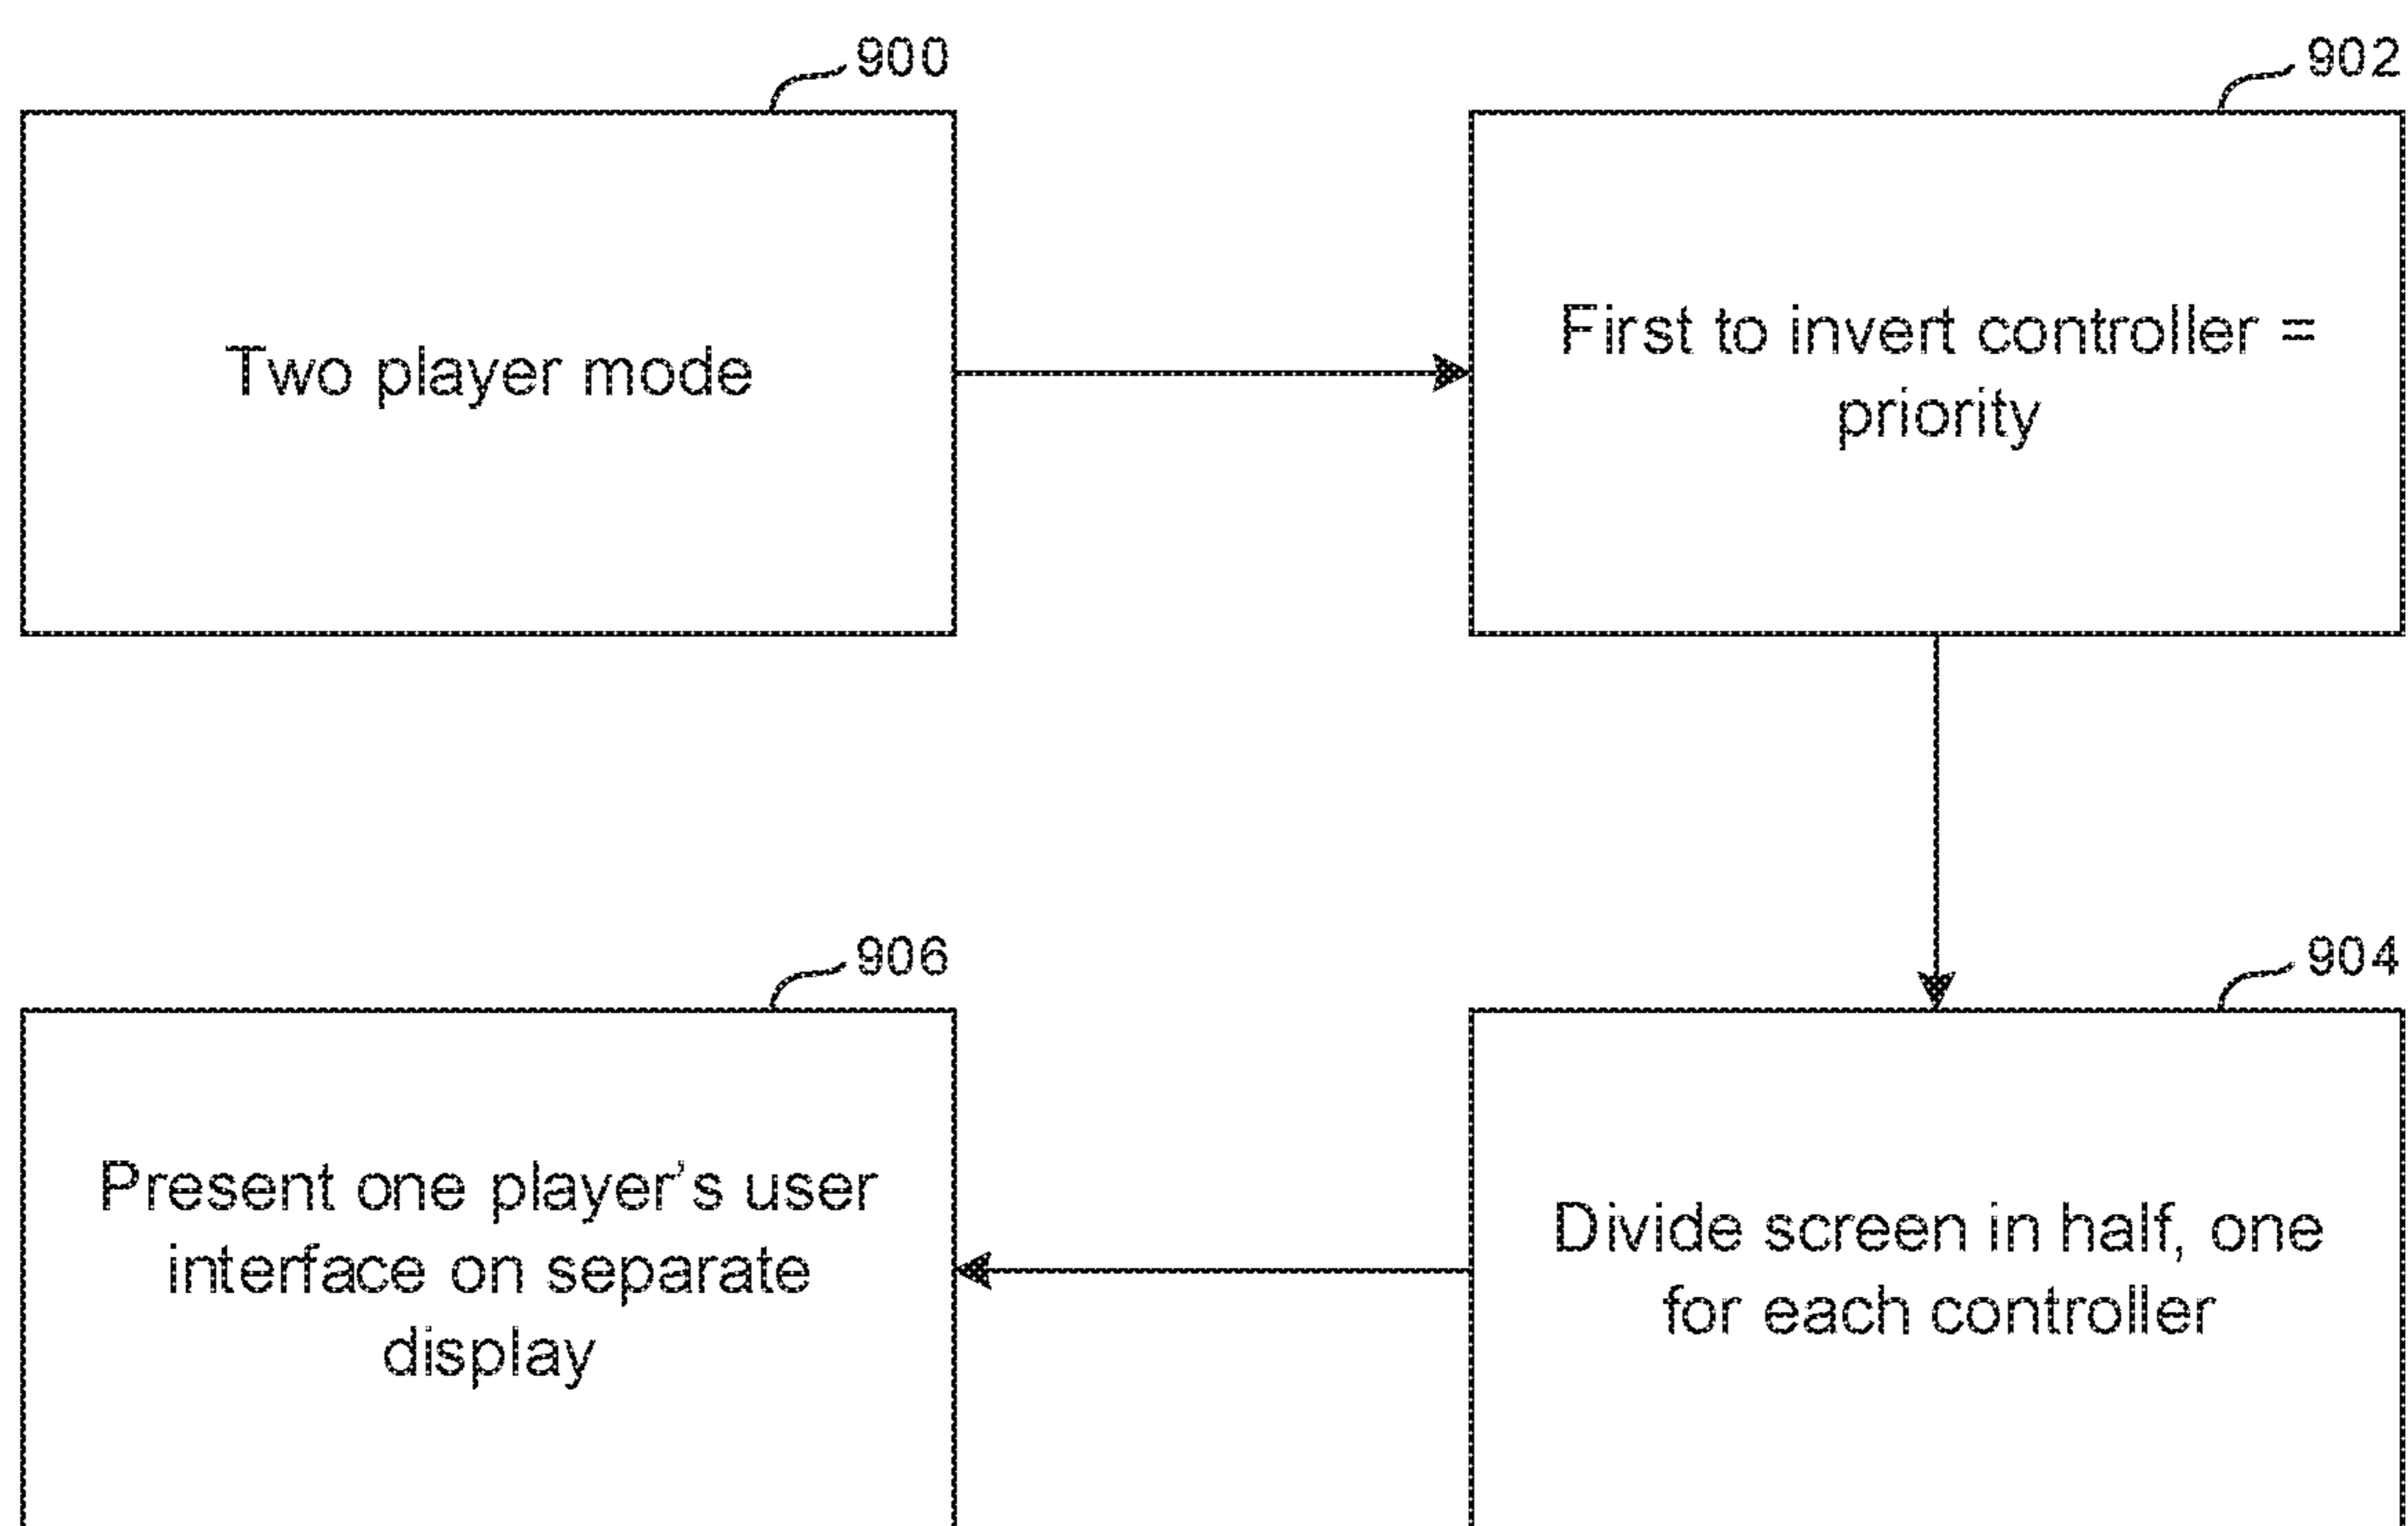 900
Two player mode
902
First to invert controller =
priority
904
Divide screen in half, one
for each controller
906
Present one player's user
interface on separate
display